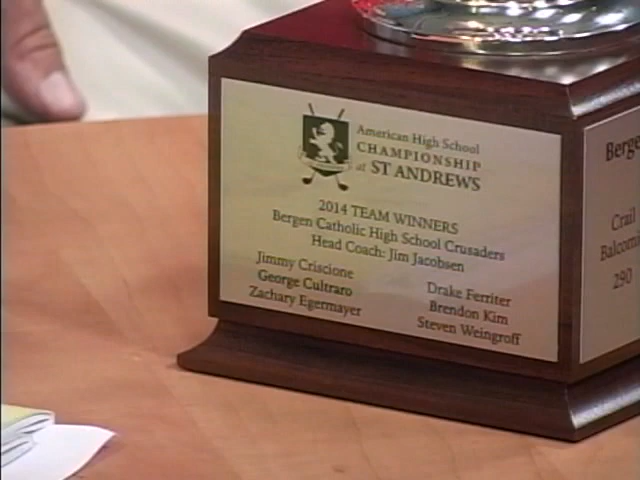 American High School
CHAMPIONSHIP
at ST ANDREWS
2014 TEAM WINNERS
Bergen Catholic High School Crusaders
Head Coach: Jim Jacobsen
Jimmy Criscione
George Cultraro
Zachary Egermayer
Drake Ferriter
Brendon Kim
Steven Weingroff
Berge
Crail
Balcomi
290